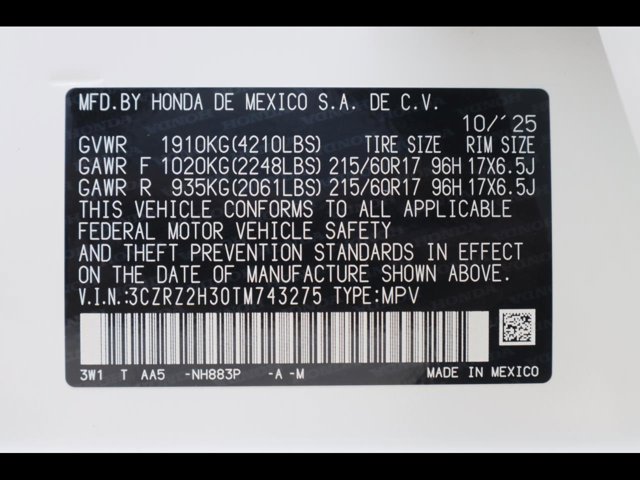 MFD.BY HONDA DE MEXICO S.A. DE C.V.
10/'25
GVWR 1910KG(4210LBS) TIRE SIZE RIM SIZE
GAWR F 1020KG(2248LBS) 215/60R17 96H 17X6.5J
GAWR R 935KG(2061LBS) 215/60R17 96H 17X6.5J
THIS VEHICLE CONFORMS TO ALL APPLICABLE
FEDERAL MOTOR VEHICLE SAFETY
AND THEFT PREVENTION STANDARDS IN EFFECT
ON THE DATE OF MANUFACTURE SHOWN ABOVE.
V.I.N.:3CZRZ2H30TM743275 TYPE:MPV
3W1 T AA5 -NH883P -A -M MADE IN MEXICO